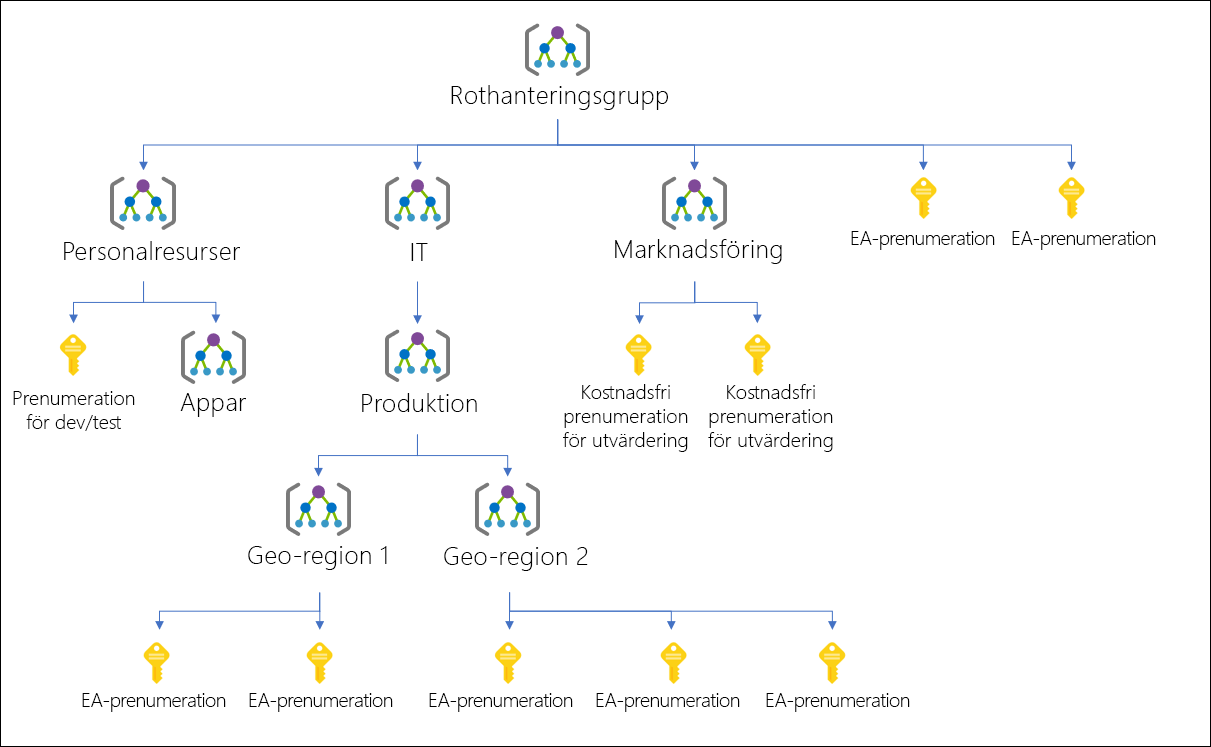 Rothanteringsgrupp
Personalresurser
IT
Marknadsföring
EA-prenumeration
EA-prenumeration
Prenumeration
för dev/test
Appar
Produktion
Kostnadsfri
prenumeration
för utvärdering
Kostnadsfri
prenumeration
för utvärdering
Geo-region 1
Geo-region 2
EA-prenumeration
EA-prenumeration
EA-prenumeration
EA-prenumeration
EA-prenumeration